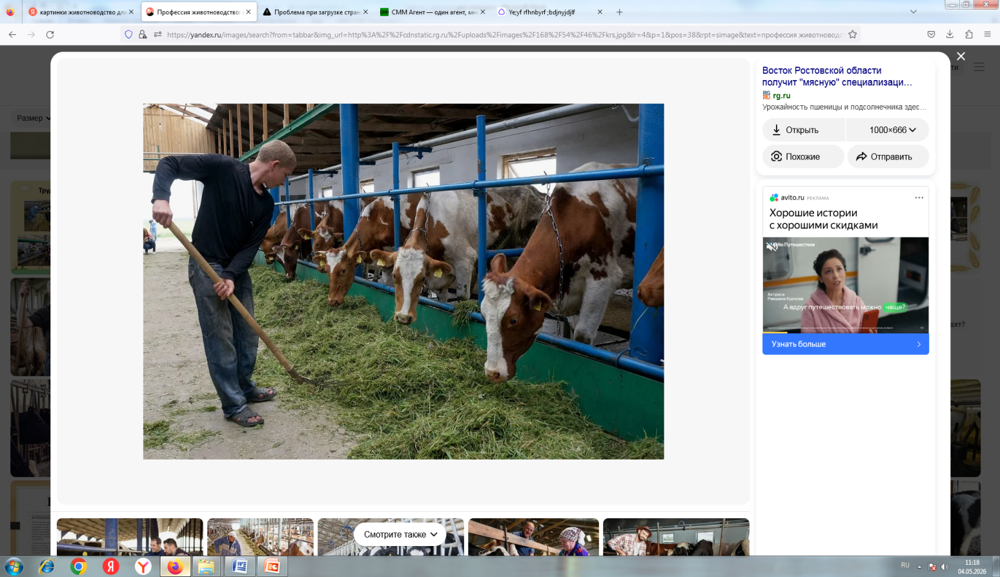 картинки животноводство для
Профессия животноводство:
Проблема при загрузке стран
СММ Агент — один агент, мн
Ye;yf rfhnbyrf ;bdjnyjdjlf
https://yandex.ru/images/search?from=tabbar&img_url=http%3A%2F%2Fcdnstatic.rg.ru%2Fuploads%2Fimages%2F168%2F54%2F46%2Fkrs.jpg&lr=4&p=1&pos=38&rpt=simage&text=профессия животноводс
Размер
Восток Ростовской области
получит "мясную" специализаци…
rg.ru
Урожайность пшеницы и подсолнечника здес…
Открыть
1000×666
Похожие
Отправить
avito.ru РЕКЛАМА
Хорошие истории
с хорошими скидками
Avito Путешествия
Актриса
Равшана Куркова
А вдруг путешествовать можно чаще?
Узнать больше
Смотрите также
RU
11:18
04.05.2026